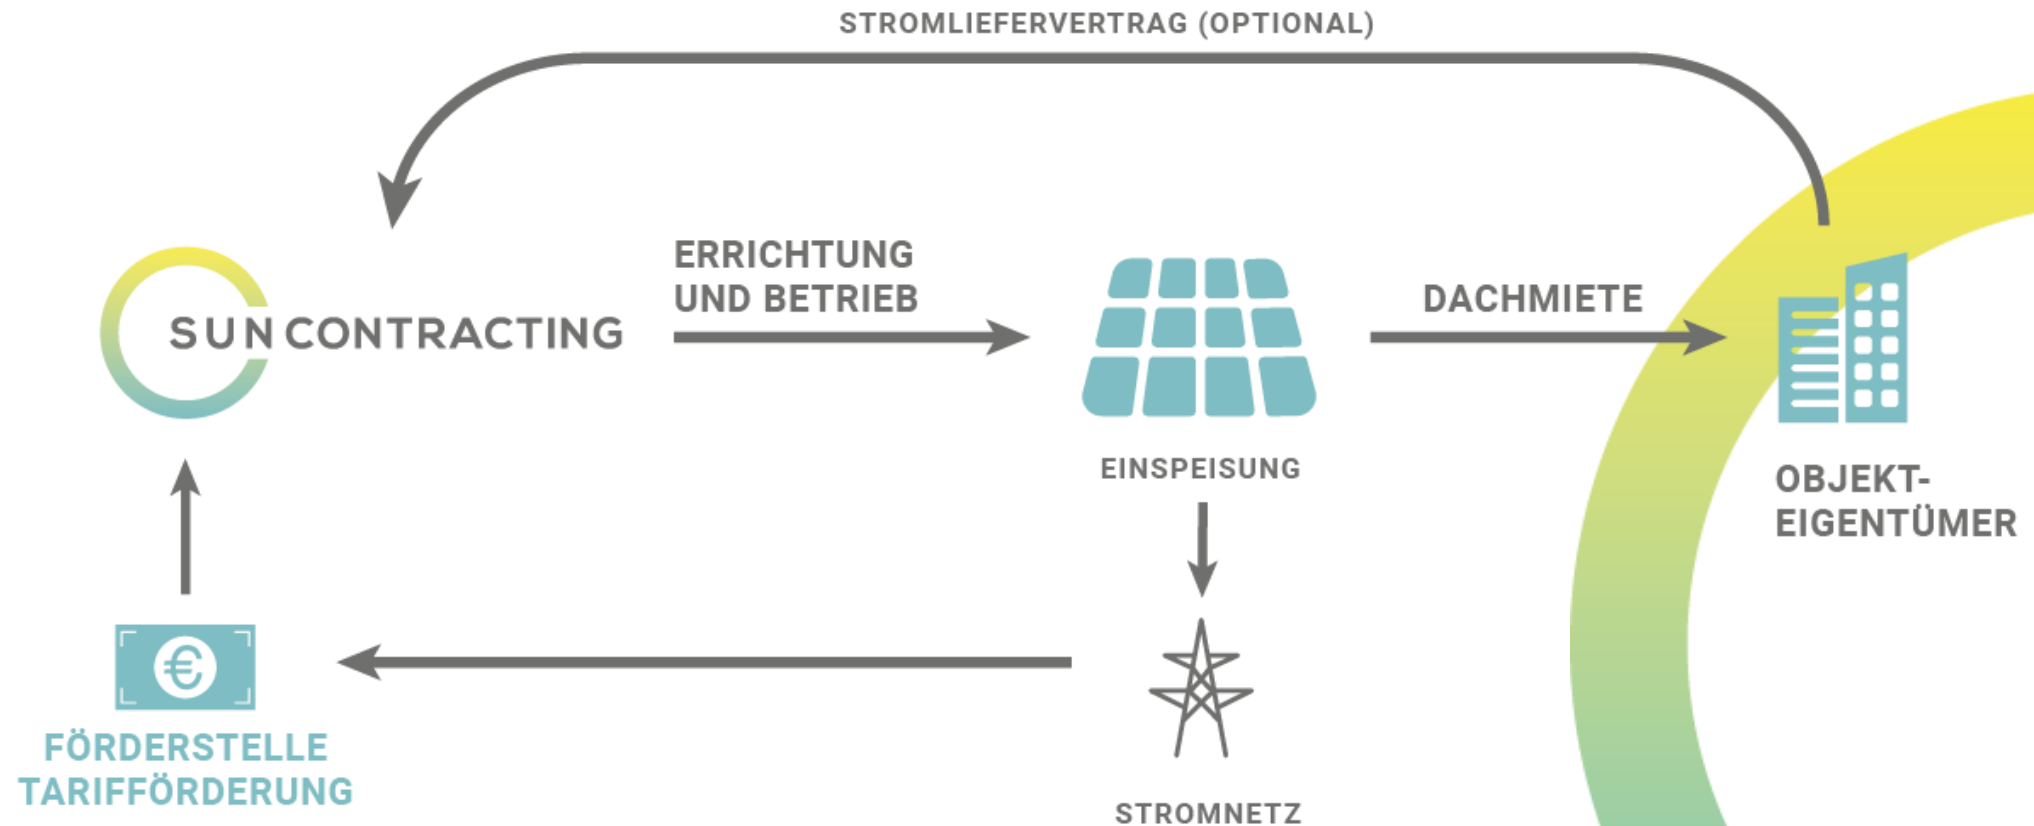 STROMLIEFERVERTRAG (OPTIONAL)
ERRICHTUNG
UND BETRIEB
DACHMIETE
SUN CONTRACTING
EINSPEISUNG
OBJEKT-
EIGENTÜMER
€
FÖRDERSTELLE
TARIFFÖRDERUNG
STROMNETZ